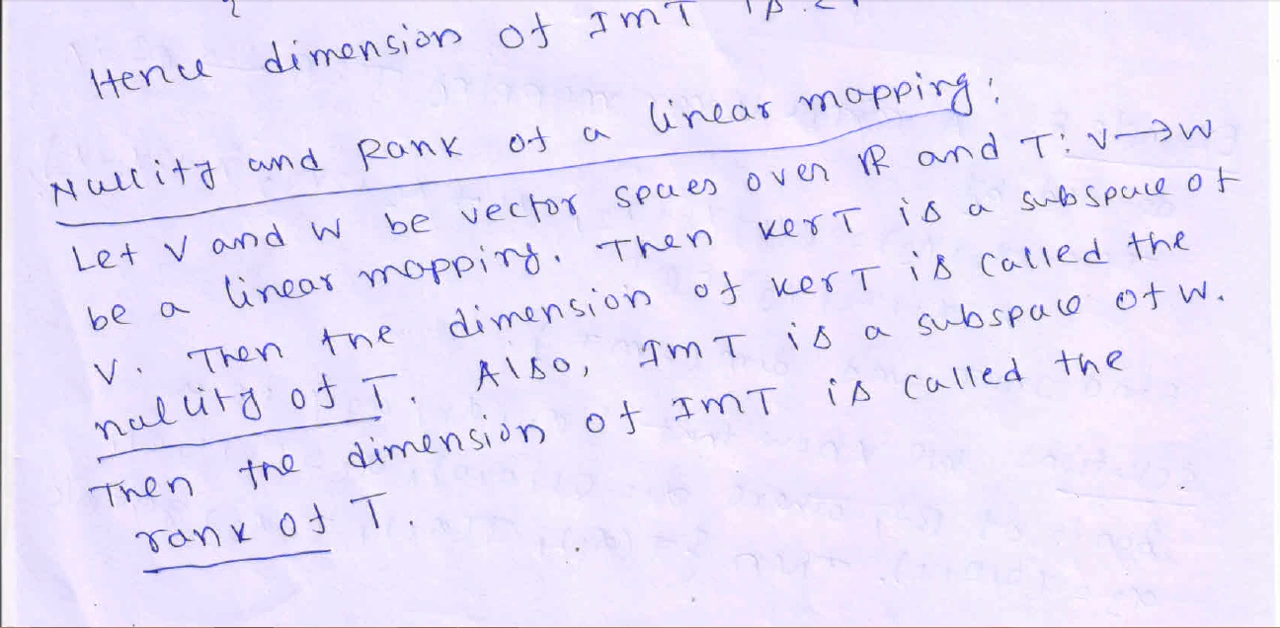 Hence dimension of ImT is 2.
Nullity and Rank of a linear mapping:
Let V and W be vector spaces over ℝ and T: V→W
be a linear mapping. Then KerT is a subspace of
V. Then the dimension of KerT is called the
nullity of T. Also, ImT is a subspace of W.
Then the dimension of ImT is called the
rank of T.